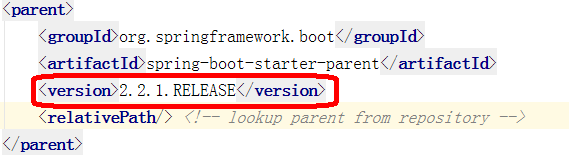 <parent>
<groupId>org.springframework.boot</groupId>
<artifactId>spring-boot-starter-parent</artifactId>
<version>2.2.1.RELEASE</version>
<relativePath/> <!-- lookup parent from repository -->
</parent>